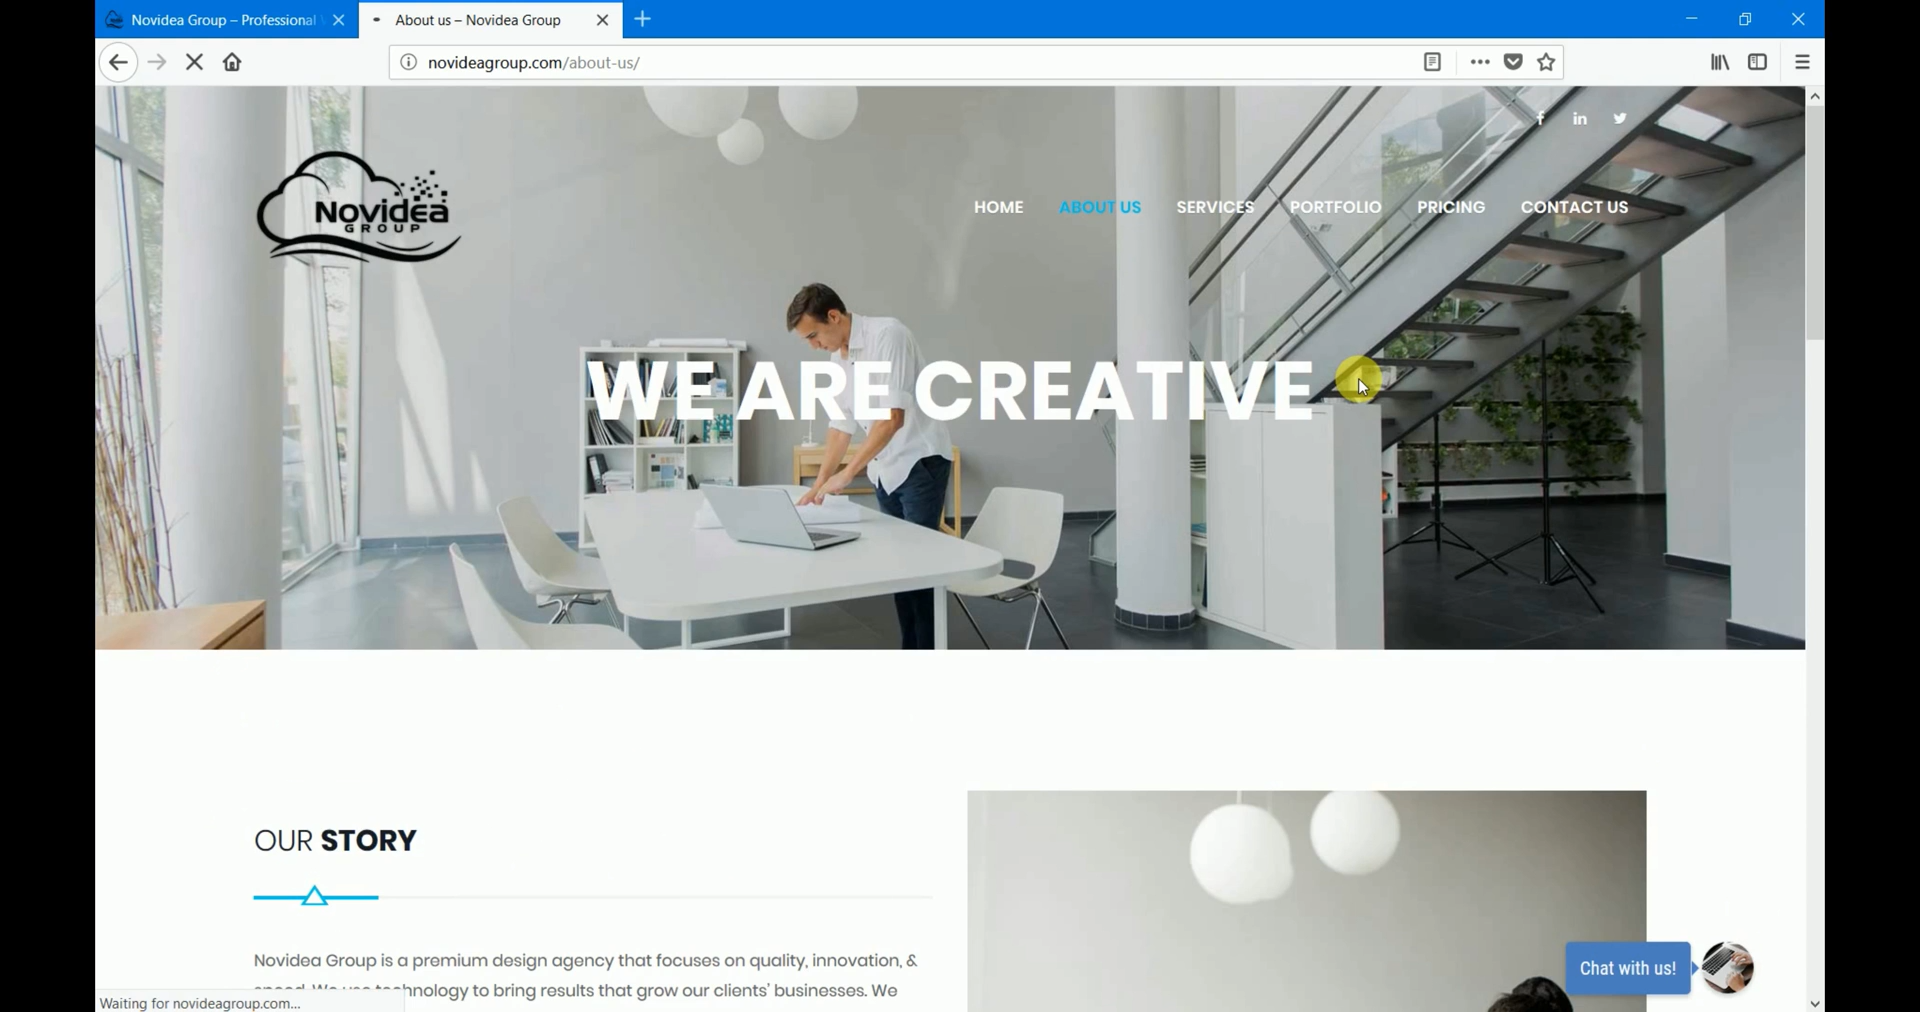 Novidea Group – Professional
About us – Novidea Group
novideagroup.com/about-us/
Novidea
GROUP
HOME
ABOUT US
SERVICES
PORTFOLIO
PRICING
CONTACT US
WE ARE CREATIVE
OUR STORY
Novidea Group is a premium design agency that focuses on quality, innovation, &
technology to bring results that grow our clients' businesses. We
Chat with us!
Waiting for novideagroup.com...